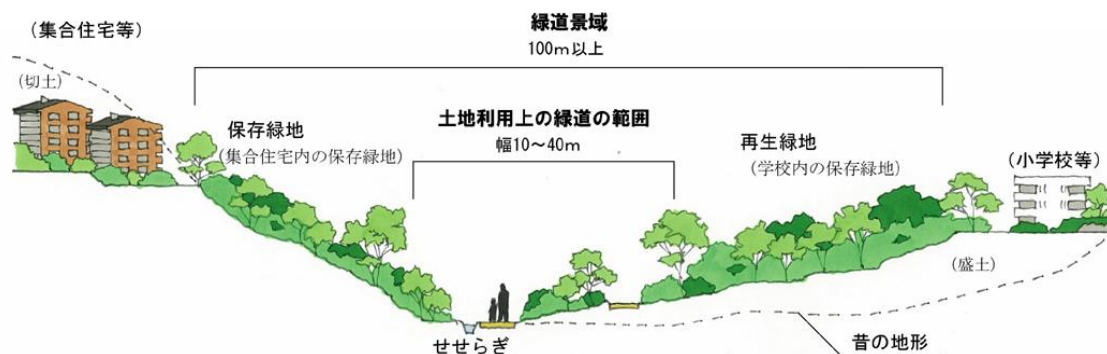 (集合住宅等)
緑道景域
100m以上
(切土)
土地利用上の緑道の範囲
幅10～40m
保存緑地
(集合住宅内の保存緑地)
再生緑地
(学校内の保存緑地)
(小学校等)
(盛土)
せせらぎ
昔の地形